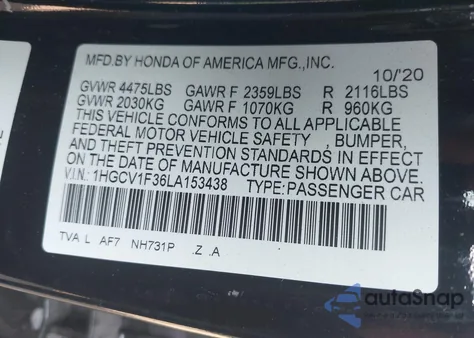 MFD.BY HONDA OF AMERICA MFG.,INC.
10/'20
GVWR 4475LBS GAWR F 2359LBS R 2116LBS
GVWR 2030KG GAWR F 1070KG R 960KG
THIS VEHICLE CONFORMS TO ALL APPLICABLE
FEDERAL MOTOR VEHICLE SAFETY , BUMPER,
AND THEFT PREVENTION STANDARDS IN EFFECT
ON THE DATE OF MANUFACTURE SHOWN ABOVE.
V.I.N.: 1HGCV1F36LA153438 TYPE:PASSENGER CAR
TVA L AF7 NH731P .Z .A
autoSnap